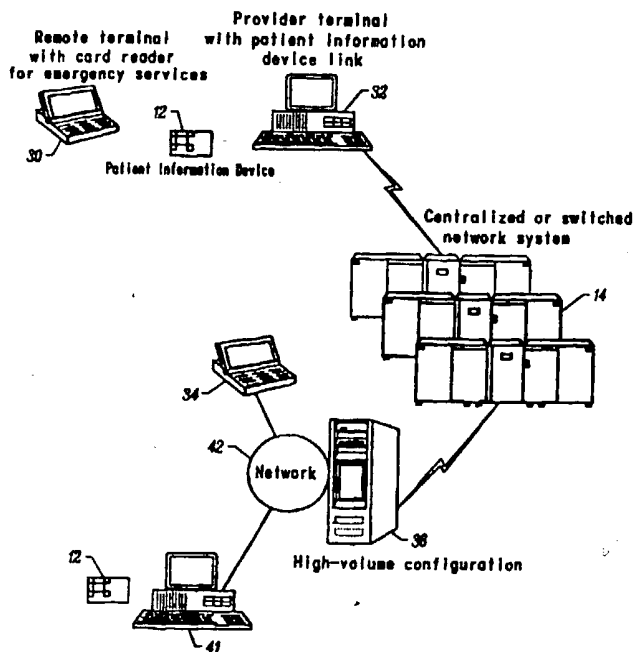 Provider terminal
with patient information
device link
Remote terminal
with card reader
for emergency services
32
12
30
Patient Information Device
Centralized or switched
network system
14
34
42
Network
36
High-volume configuration
12
41